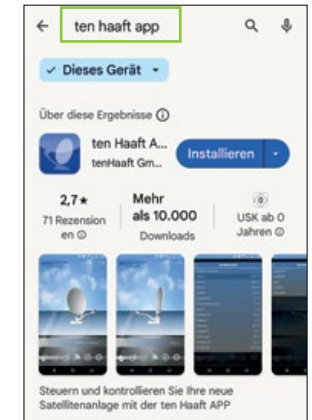 ten haaft app
Dieses Gerät
Über diese Ergebnisse
ten Haaft A...
tenHaaft Gm...
Installieren
2,7★
71 Rezension
en
Mehr
als 10.000
Downloads
USK ab 0
Jahren
Steuern und kontrollieren Sie Ihre neue
Satellitenanlage mit der ten Haaft APP